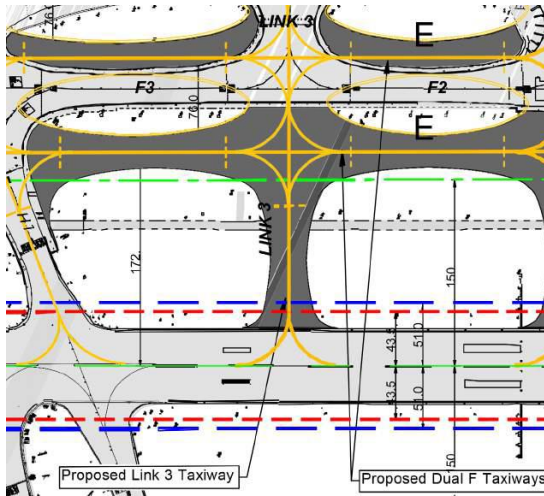 76.
LINK 3
E
F3
F2
76.0
E
LINK 3
172.
150
43.5
51.0
43.5
51.0
50
Proposed Link 3 Taxiway
Proposed Dual F Taxiways